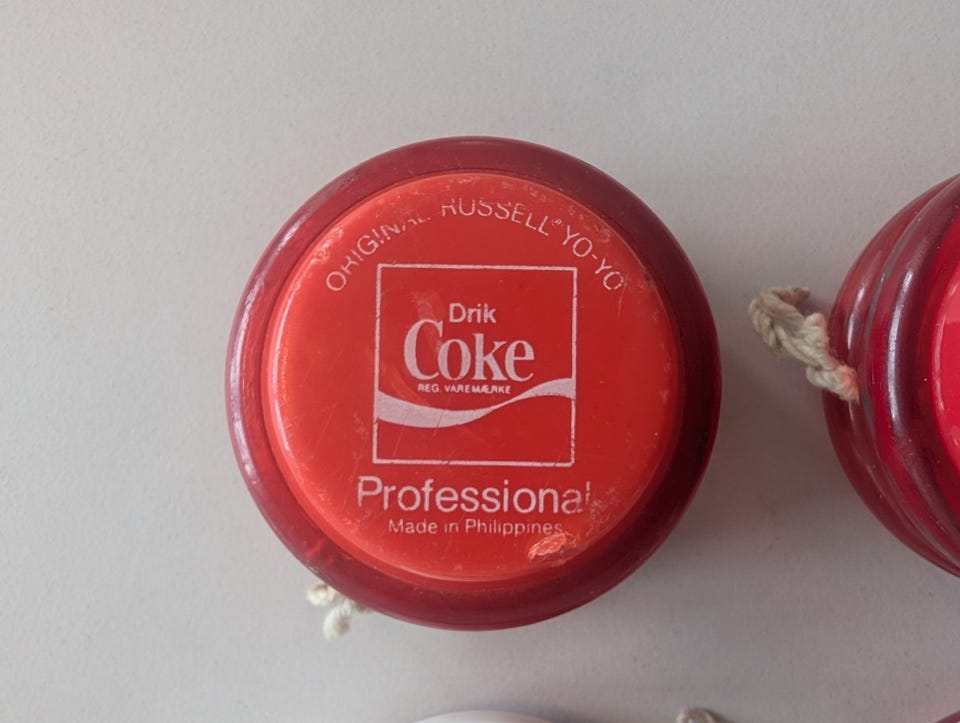 ORIGINAL RUSSELL® YO-YO
Drik
Coke
REG. VAREMÆRKE
Professional
Made in Philippines